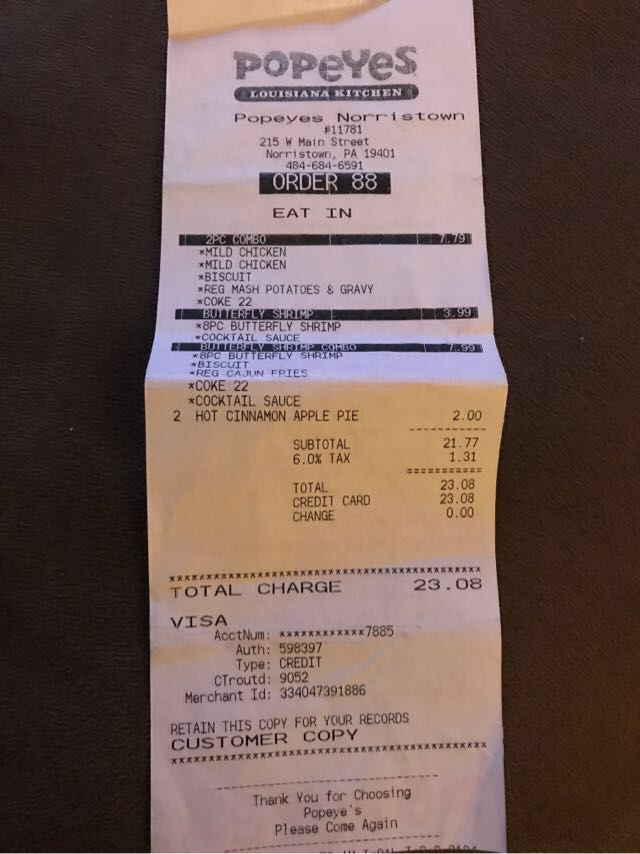 POPEYES
LOUISIANA KITCHEN
Popeyes Norristown
#11781
215 W Main Street
Norristown, PA 19401
484-684-6591
ORDER 88
EAT IN
2PC COMBO 7.79
*MILD CHICKEN
*MILD CHICKEN
*BISCUIT
*REG MASH POTATOES & GRAVY
*COKE 22
BUTTERFLY SHRIMP 3.99
*8PC BUTTERFLY SHRIMP
*COCKTAIL SAUCE
BUTTERFLY SHRIMP COMBO 7.99
*8PC BUTTERFLY SHRIMP
*BISCUIT
*REG CAJUN FRIES
*COKE 22
*COCKTAIL SAUCE
2 HOT CINNAMON APPLE PIE 2.00
SUBTOTAL 21.77
6.0% TAX 1.31
TOTAL 23.08
CREDIT CARD 23.08
CHANGE 0.00
TOTAL CHARGE 23.08
VISA
AcctNum: ************7885
Auth: 598397
Type: CREDIT
CTroutd: 9052
Merchant Id: 334047391886
RETAIN THIS COPY FOR YOUR RECORDS
CUSTOMER COPY
Thank You for Choosing
Popeye's
Please Come Again